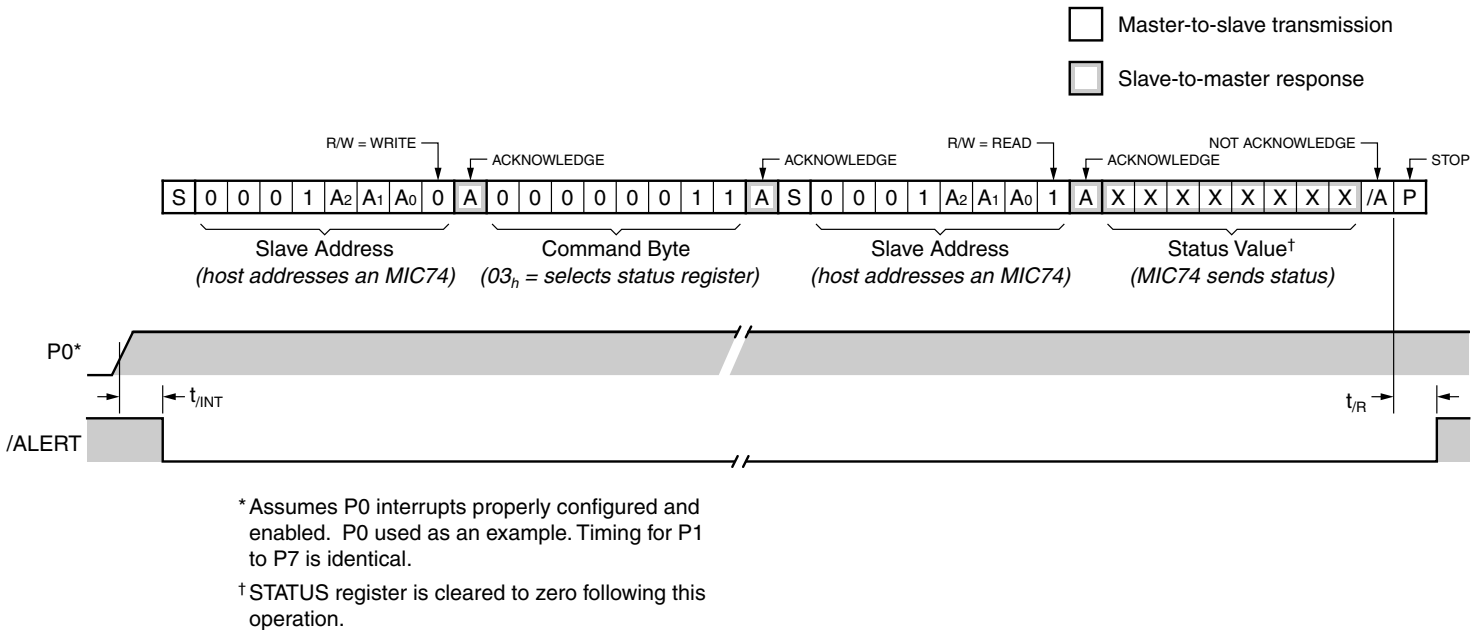 Master-to-slave transmission
Slave-to-master response
R/W = WRITE
ACKNOWLEDGE
ACKNOWLEDGE
R/W = READ
ACKNOWLEDGE
NOT ACKNOWLEDGE
STOP
S 0 0 0 1 A2 A1 A0 0 A 0 0 0 0 0 0 1 1 A S 0 0 0 1 A2 A1 A0 1 A X X X X X X X X /A P
Slave Address
(host addresses an MIC74)
Command Byte
(03h = selects status register)
Slave Address
(host addresses an MIC74)
Status Value†
(MIC74 sends status)
P0*
t/INT
t/R
/ALERT
* Assumes P0 interrupts properly configured and
enabled. P0 used as an example. Timing for P1
to P7 is identical.
† STATUS register is cleared to zero following this
operation.